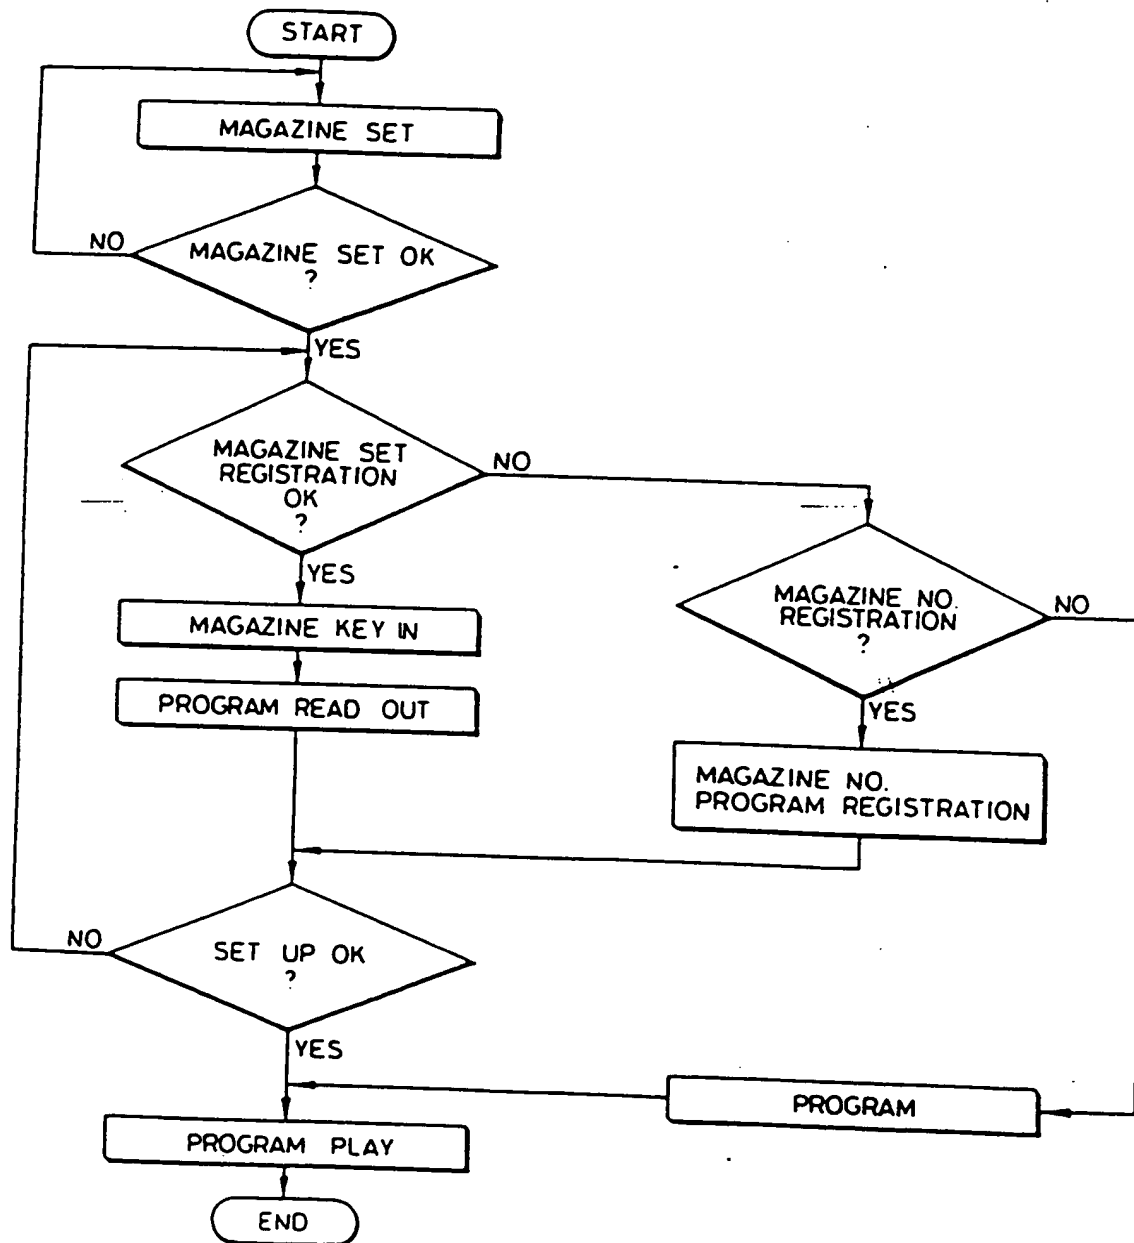 START
MAGAZINE SET
NO
MAGAZINE SET OK
?
YES
MAGAZINE SET
REGISTRATION
OK
?
NO
YES
MAGAZINE NO.
REGISTRATION
?
NO
MAGAZINE KEY IN
PROGRAM READ OUT
YES
MAGAZINE NO.
PROGRAM REGISTRATION
NO
SET UP OK
?
YES
PROGRAM
PROGRAM PLAY
END